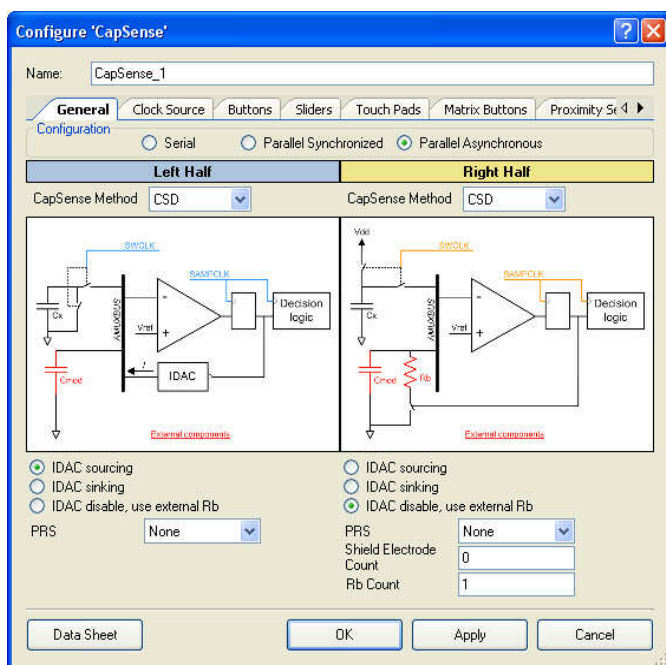 Configure 'CapSense'
Name: CapSense_1
General Clock Source Buttons Sliders Touch Pads Matrix Buttons Proximity Se
Configuration
Serial Parallel Synchronized Parallel Asynchronous
Left Half Right Half
CapSense Method CSD CapSense Method CSD
SWCLK
SAMPCLK
Cx
AMUXBUS
-
+
Vref
Decision logic
Cmod
I
IDAC
External components
Vdd
SWCLK
SAMPCLK
Cx
AMUXBUS
-
+
Vref
Decision logic
Cmod
Rb
External components
IDAC sourcing IDAC sourcing
IDAC sinking IDAC sinking
IDAC disable, use external Rb IDAC disable, use external Rb
PRS None PRS None
Shield Electrode Count 0
Rb Count 1
Data Sheet OK Apply Cancel